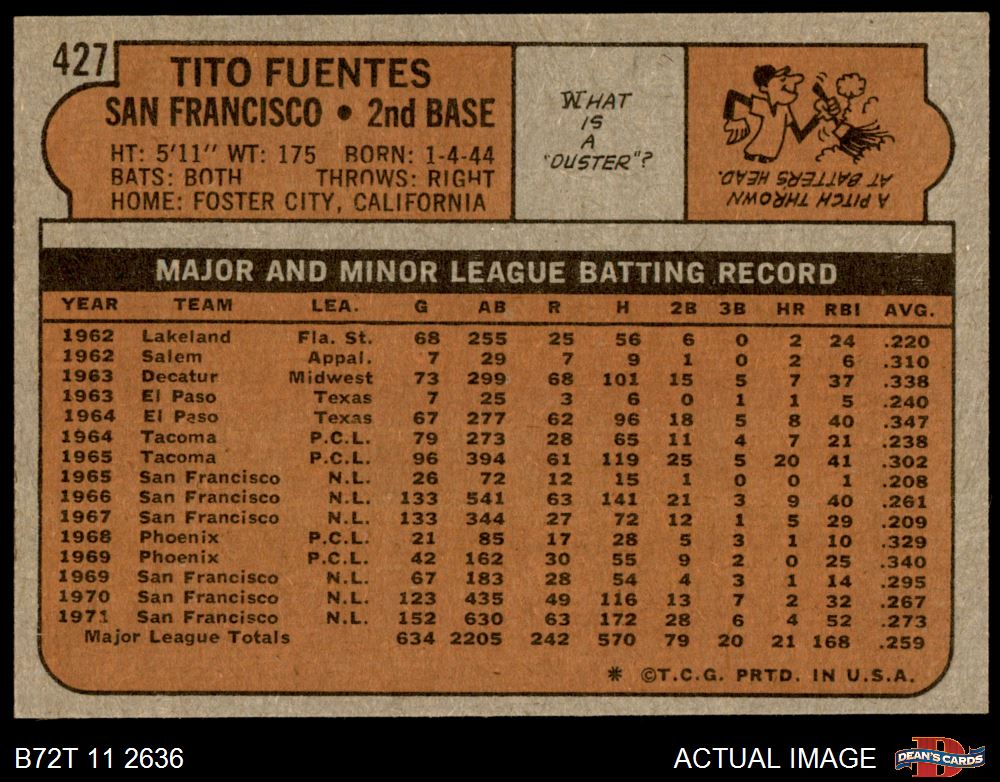 427
TITO FUENTES
SAN FRANCISCO • 2nd BASE
HT: 5'11" WT: 175 BORN: 1-4-44
BATS: BOTH THROWS: RIGHT
HOME: FOSTER CITY, CALIFORNIA
WHAT
IS
A
"DUSTER"?
A PITCH THROWN
AT BATTERS HEAD.
MAJOR AND MINOR LEAGUE BATTING RECORD
YEAR TEAM LEA. G AB R H 2B 3B HR RBI AVG.
1962 Lakeland Fla. St. 68 255 25 56 6 0 2 24 .220
1962 Salem Appal. 7 29 7 9 1 0 2 6 .310
1963 Decatur Midwest 73 299 68 101 15 5 7 37 .338
1963 El Paso Texas 7 25 3 6 0 1 1 5 .240
1964 El Paso Texas 67 277 62 96 18 5 8 40 .347
1964 Tacoma P.C.L. 79 273 28 65 11 4 7 21 .238
1965 Tacoma P.C.L. 96 394 61 119 25 5 20 41 .302
1965 San Francisco N.L. 26 72 12 15 1 0 0 1 .208
1966 San Francisco N.L. 133 541 63 141 21 3 9 40 .261
1967 San Francisco N.L. 133 344 27 72 12 1 5 29 .209
1968 Phoenix P.C.L. 21 85 17 28 5 3 1 10 .329
1969 Phoenix P.C.L. 42 162 30 55 9 2 0 25 .340
1969 San Francisco N.L. 67 183 28 54 4 3 1 14 .295
1970 San Francisco N.L. 123 435 49 116 13 7 2 32 .267
1971 San Francisco N.L. 152 630 63 172 28 6 4 52 .273
Major League Totals 634 2205 242 570 79 20 21 168 .259
* ©T.C.G. PRTD. IN U.S.A.
B72T 11 2636
ACTUAL IMAGE
D
DEAN'S CARDS